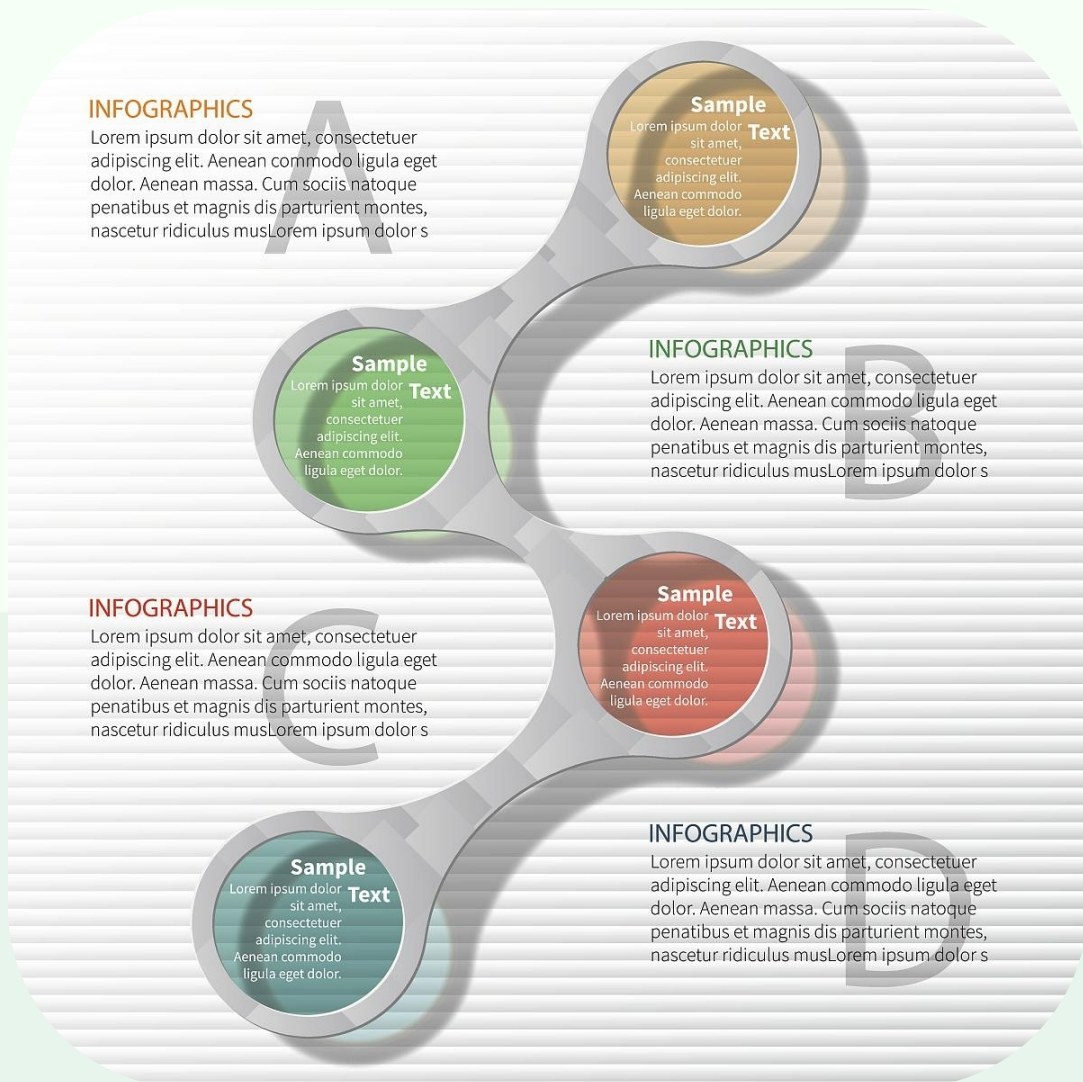 INFOGRAPHICS
A
Lorem ipsum dolor sit amet, consectetuer
adipiscing elit. Aenean commodo ligula eget
dolor. Aenean massa. Cum sociis natoque
penatibus et magnis dis parturient montes,
nascetur ridiculus musLorem ipsum dolor s
Sample
Text
Lorem ipsum dolor
sit amet,
consectetuer
adipiscing elit.
Aenean commodo
ligula eget dolor.
Sample
Text
Lorem ipsum dolor
sit amet,
consectetuer
adipiscing elit.
Aenean commodo
ligula eget dolor.
INFOGRAPHICS
B
Lorem ipsum dolor sit amet, consectetuer
adipiscing elit. Aenean commodo ligula eget
dolor. Aenean massa. Cum sociis natoque
penatibus et magnis dis parturient montes,
nascetur ridiculus musLorem ipsum dolor s
INFOGRAPHICS
C
Lorem ipsum dolor sit amet, consectetuer
adipiscing elit. Aenean commodo ligula eget
dolor. Aenean massa. Cum sociis natoque
penatibus et magnis dis parturient montes,
nascetur ridiculus musLorem ipsum dolor s
Sample
Text
Lorem ipsum dolor
sit amet,
consectetuer
adipiscing elit.
Aenean commodo
ligula eget dolor.
Sample
Text
Lorem ipsum dolor
sit amet,
consectetuer
adipiscing elit.
Aenean commodo
ligula eget dolor.
INFOGRAPHICS
D
Lorem ipsum dolor sit amet, consectetuer
adipiscing elit. Aenean commodo ligula eget
dolor. Aenean massa. Cum sociis natoque
penatibus et magnis dis parturient montes,
nascetur ridiculus musLorem ipsum dolor s